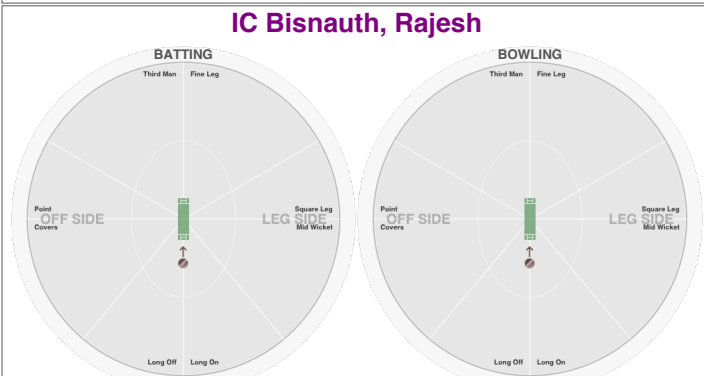 IC Bisnauth, Rajesh
BATTING
Third Man Fine Leg
Point
OFF SIDE
Covers
Square Leg
LEG SIDE
Mid Wicket
Long Off Long On
BOWLING
Third Man Fine Leg
Point
OFF SIDE
Covers
Square Leg
LEG SIDE
Mid Wicket
Long Off Long On